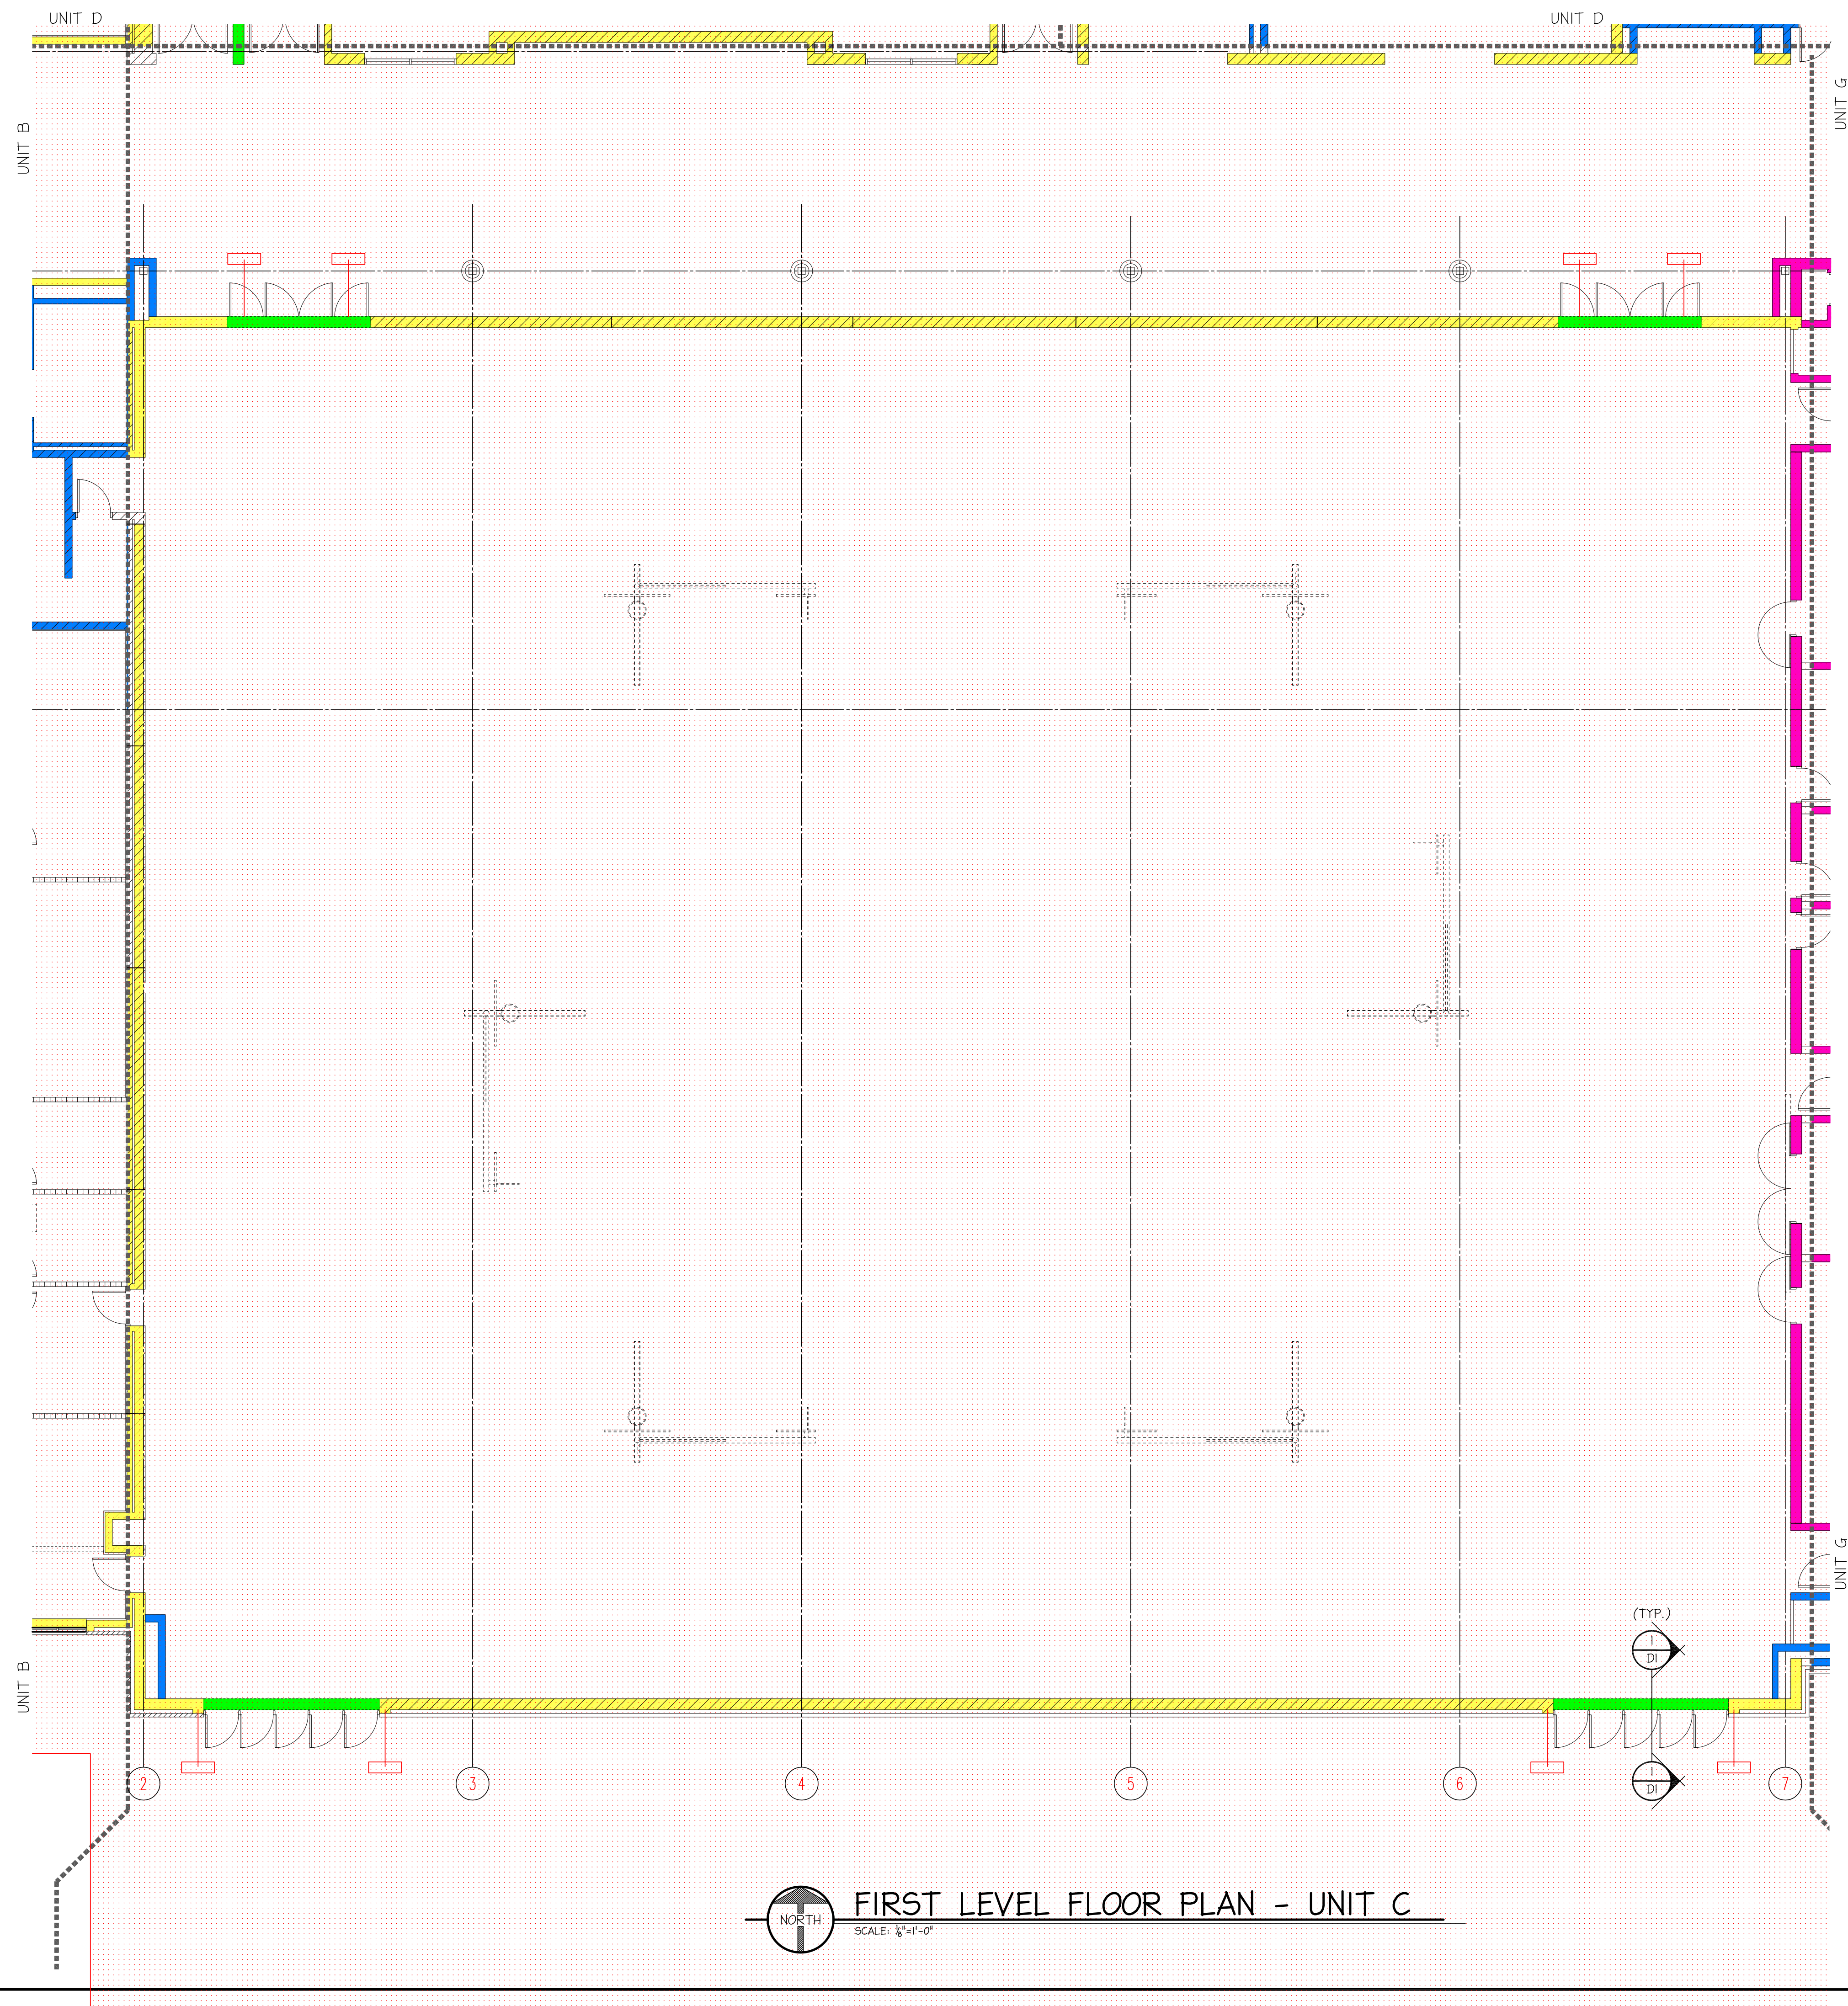 UNIT D
UNIT D
UNIT B
UNIT G
(TYP.)
1
D1
UNIT G
UNIT B
2
3
4
5
6
1
D1
7
NORTH
FIRST LEVEL FLOOR PLAN - UNIT C
SCALE: ⅛"=1'-0"